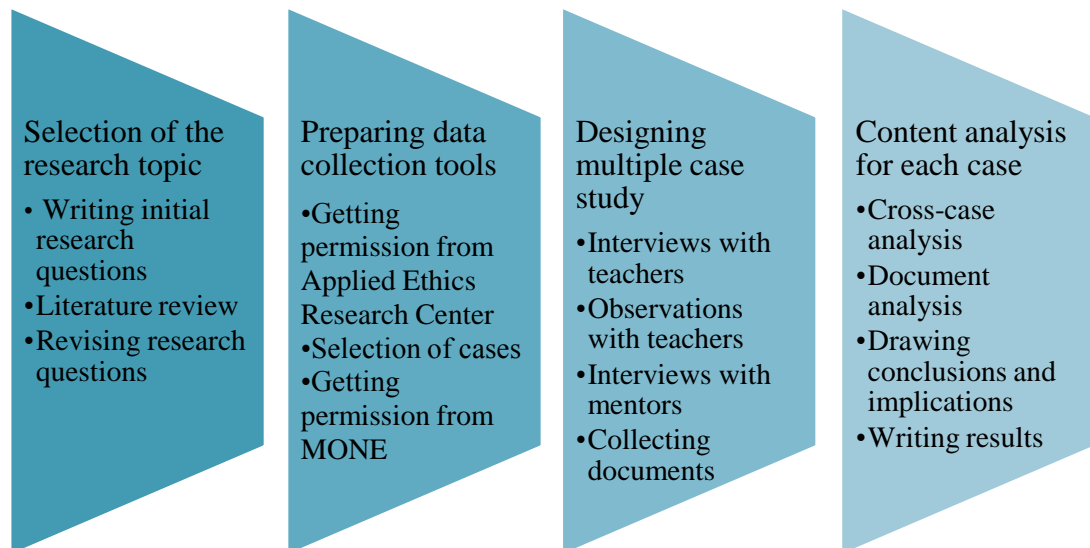 Selection of the
research topic
• Writing initial
research
questions
•Literature review
•Revising research
questions
Preparing data
collection tools
•Getting
permission from
Applied Ethics
Research Center
•Selection of cases
•Getting
permission from
MONE
Designing
multiple case
study
•Interviews with
teachers
•Observations with
teachers
•Interviews with
mentors
•Collecting
documents
Content analysis
for each case
•Cross-case
analysis
•Document
analysis
•Drawing
conclusions and
implications
•Writing results